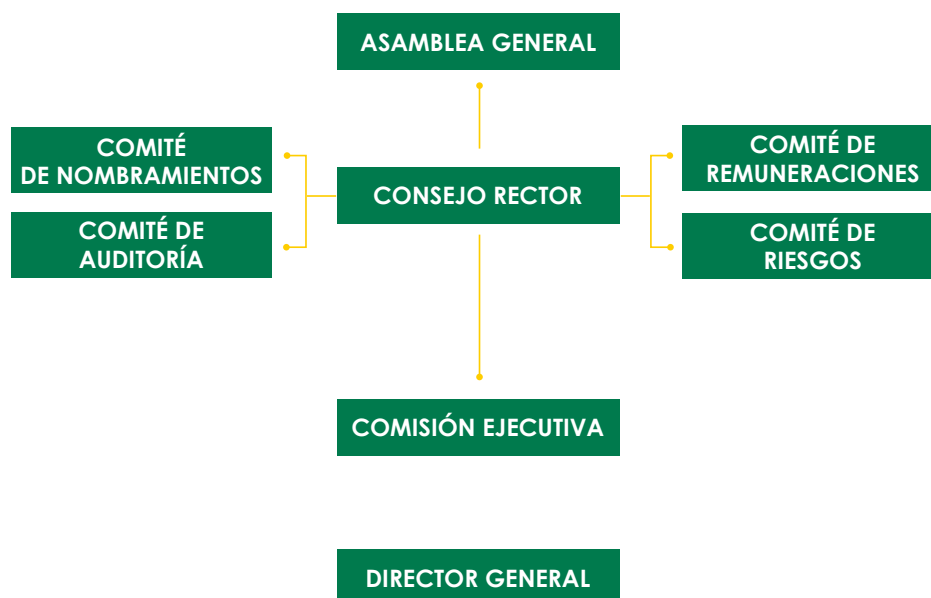 ASAMBLEA GENERAL
COMITÉ
DE NOMBRAMIENTOS
COMITÉ DE
AUDITORÍA
CONSEJO RECTOR
COMITÉ DE
REMUNERACIONES
COMITÉ DE
RIESGOS
COMISIÓN EJECUTIVA
DIRECTOR GENERAL